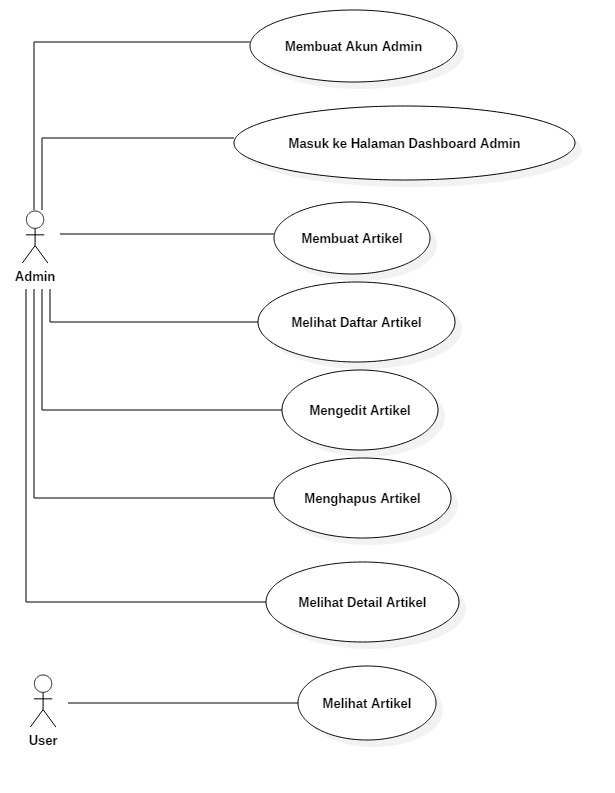 Membuat Akun Admin
Masuk ke Halaman Dashboard Admin
Membuat Artikel
Admin
Melihat Daftar Artikel
Mengedit Artikel
Menghapus Artikel
Melihat Detail Artikel
Melihat Artikel
User